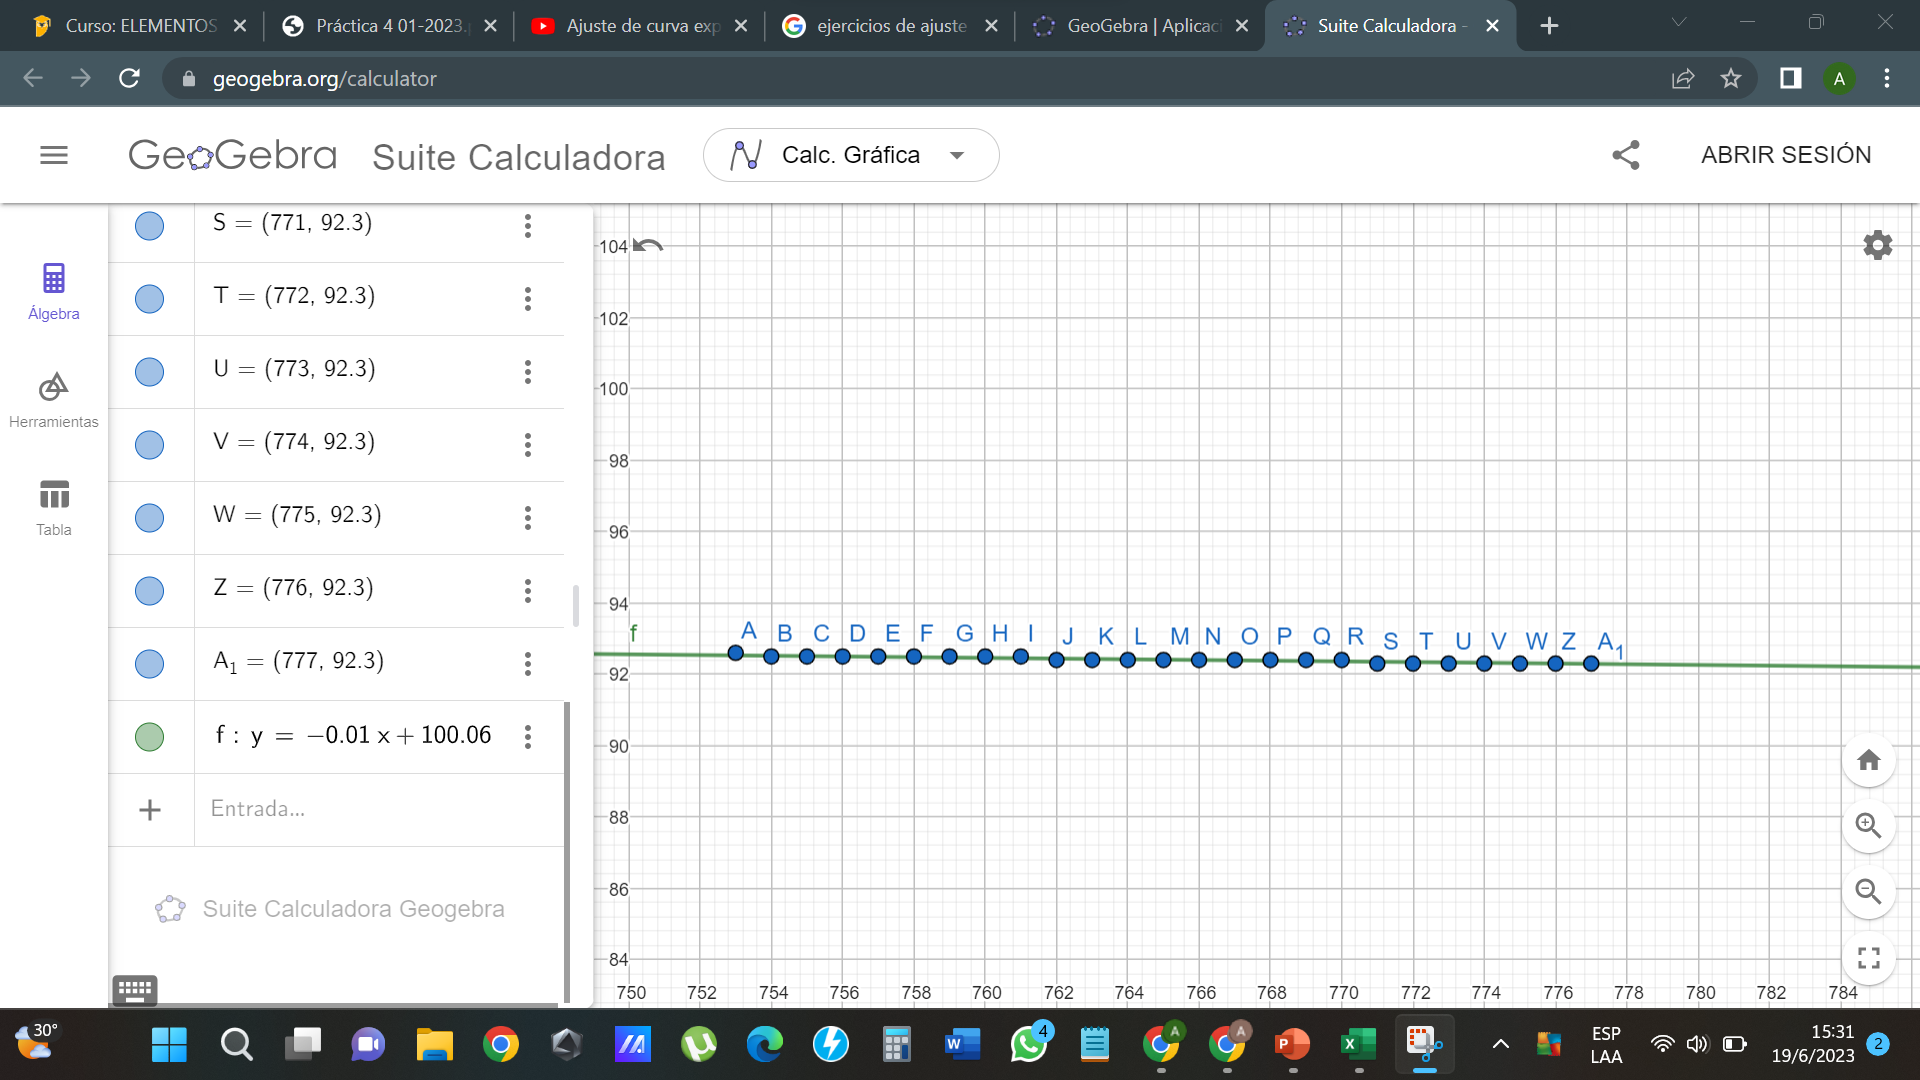 Curso: ELEMENTOS
Práctica 4 01-2023.
Ajuste de curva exp
ejercicios de ajuste
GeoGebra | Aplicaci
Suite Calculadora -
geogebra.org/calculator
A
GeoGebra
Suite Calculadora
Calc. Gráfica
ABRIR SESIÓN
Álgebra
Herramientas
Tabla
S = (771, 92.3)
T = (772, 92.3)
U = (773, 92.3)
V = (774, 92.3)
W = (775, 92.3)
Z = (776, 92.3)
A₁ = (777, 92.3)
f : y = −0.01 x + 100.06
Entrada...
Suite Calculadora Geogebra
104
102
100
98
96
94
92
90
88
86
84
f
A B C D E F G H I J K L M N O P Q R S T U V W Z A₁
750 752 754 756 758 760 762 764 766 768 770 772 774 776 778 780 782 784
30°
W
4
A
A
P
X
ESP
LAA
15:31
19/6/2023
2